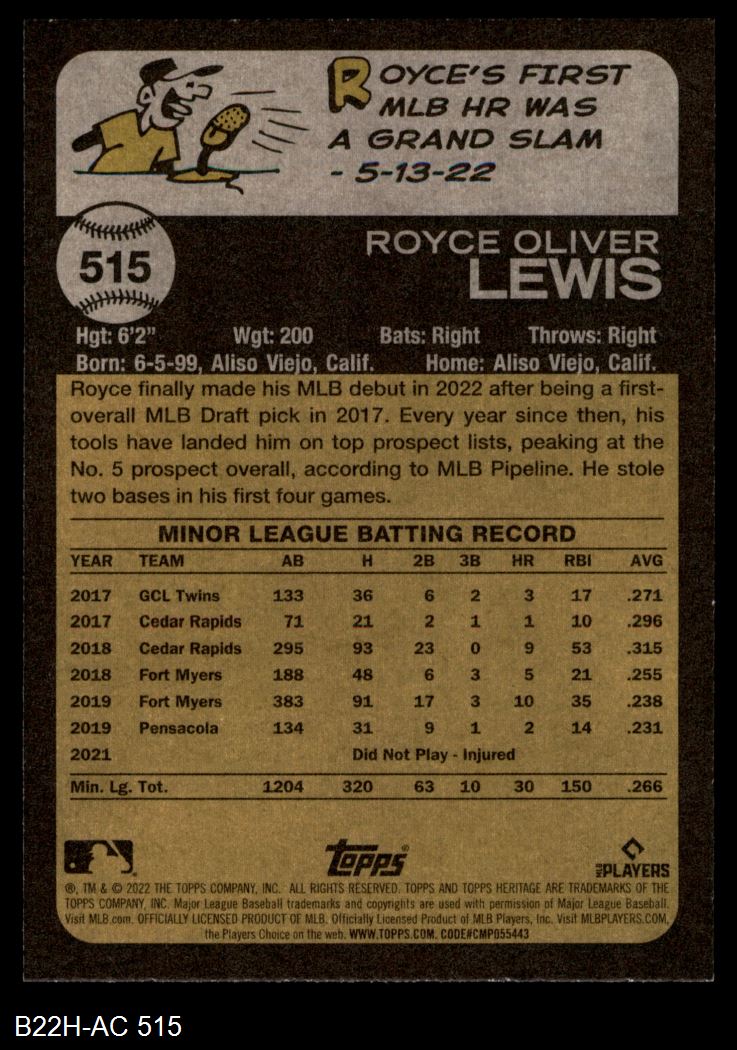 ROYCE'S FIRST
MLB HR WAS
A GRAND SLAM
- 5-13-22
515
ROYCE OLIVER
LEWIS
Hgt: 6'2" Wgt: 200 Bats: Right Throws: Right
Born: 6-5-99, Aliso Viejo, Calif. Home: Aliso Viejo, Calif.
Royce finally made his MLB debut in 2022 after being a first-
overall MLB Draft pick in 2017. Every year since then, his
tools have landed him on top prospect lists, peaking at the
No. 5 prospect overall, according to MLB Pipeline. He stole
two bases in his first four games.
MINOR LEAGUE BATTING RECORD
YEAR TEAM AB H 2B 3B HR RBI AVG
2017 GCL Twins 133 36 6 2 3 17 .271
2017 Cedar Rapids 71 21 2 1 1 10 .296
2018 Cedar Rapids 295 93 23 0 9 53 .315
2018 Fort Myers 188 48 6 3 5 21 .255
2019 Fort Myers 383 91 17 3 10 35 .238
2019 Pensacola 134 31 9 1 2 14 .231
2021 Did Not Play - Injured
Min. Lg. Tot. 1204 320 63 10 30 150 .266
topps® MLB PLAYERS
®, TM & © 2022 THE TOPPS COMPANY, INC. ALL RIGHTS RESERVED. TOPPS AND TOPPS HERITAGE ARE TRADEMARKS OF THE
TOPPS COMPANY, INC. Major League Baseball trademarks and copyrights are used with permission of Major League Baseball.
Visit MLB.com. OFFICIALLY LICENSED PRODUCT OF MLB. Officially Licensed Product of MLB Players, Inc. Visit MLBPLAYERS.COM,
the Players Choice on the web. WWW.TOPPS.COM. CODE#CMP055443
B22H-AC 515